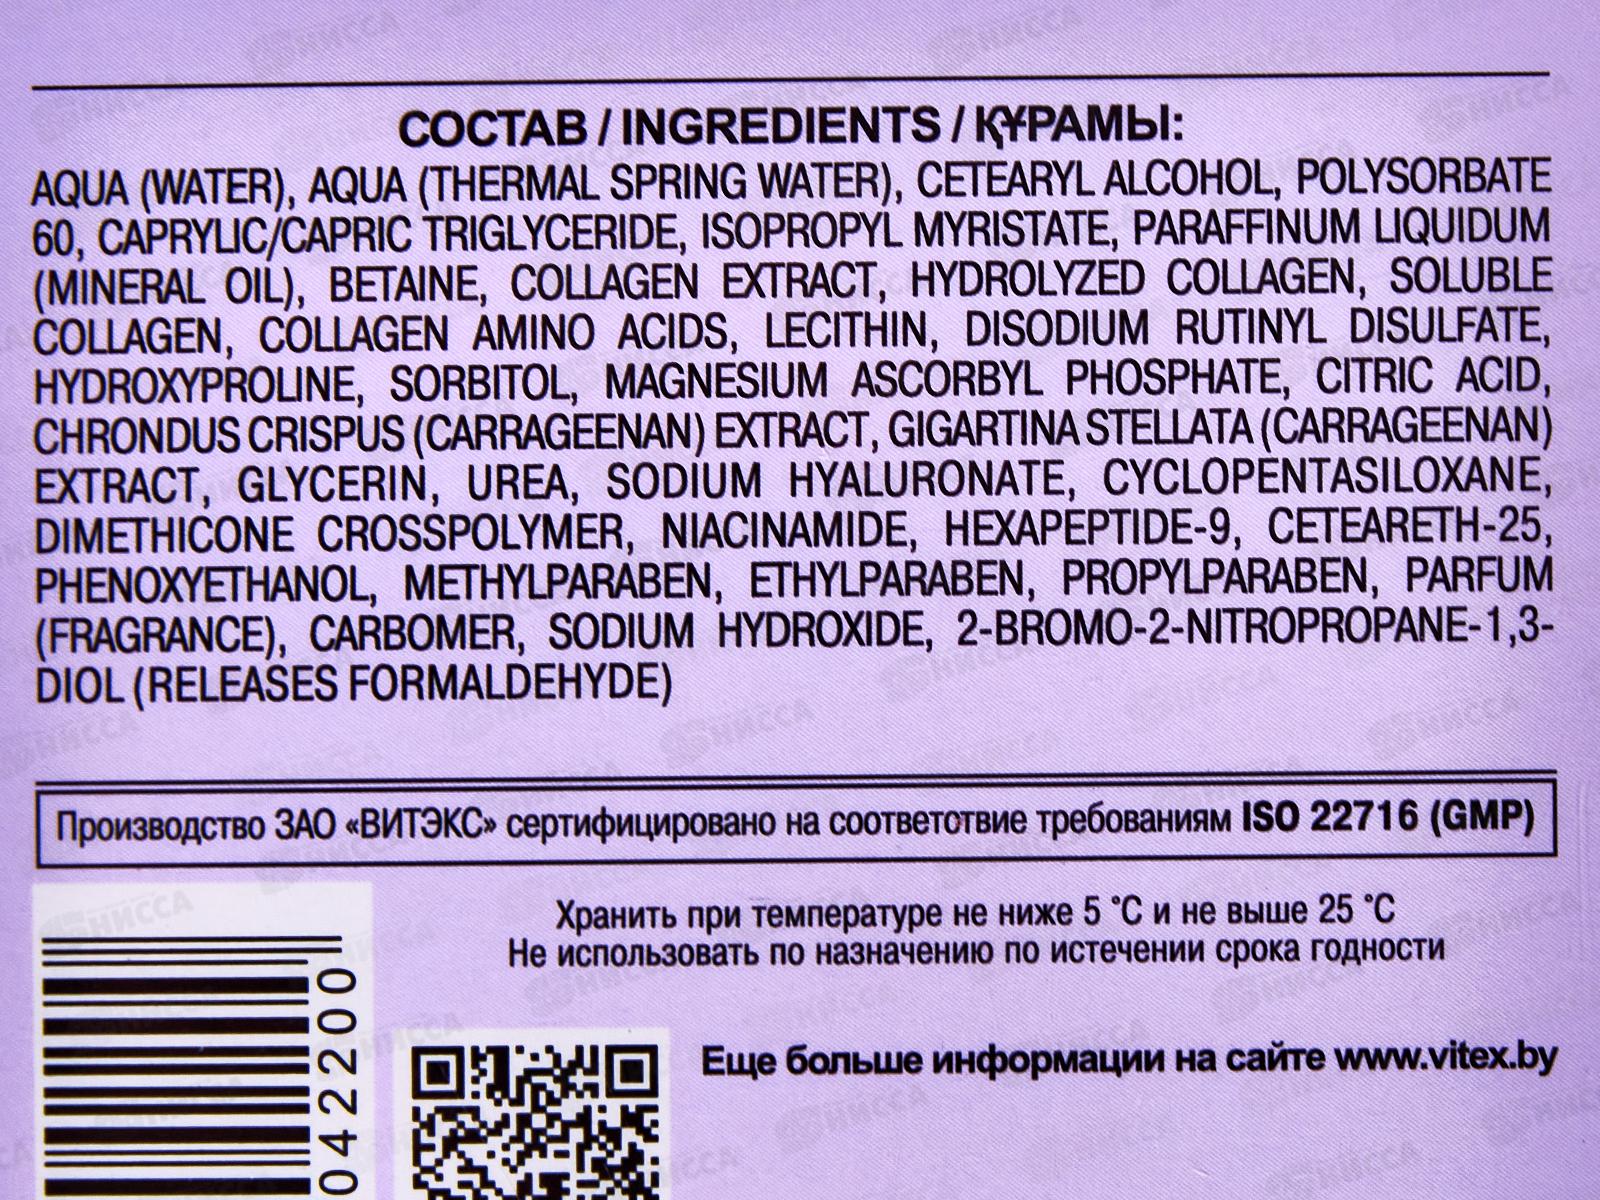 СОСТАВ / INGREDIENTS / ҚҰРАМЫ:
AQUA (WATER), AQUA (THERMAL SPRING WATER), CETEARYL ALCOHOL, POLYSORBATE
60, CAPRYLIC/CAPRIC TRIGLYCERIDE, ISOPROPYL MYRISTATE, PARAFFINUM LIQUIDUM
(MINERAL OIL), BETAINE, COLLAGEN EXTRACT, HYDROLYZED COLLAGEN, SOLUBLE
COLLAGEN, COLLAGEN AMINO ACIDS, LECITHIN, DISODIUM RUTINYL DISULFATE,
HYDROXYPROLINE, SORBITOL, MAGNESIUM ASCORBYL PHOSPHATE, CITRIC ACID,
CHRONDUS CRISPUS (CARRAGEENAN) EXTRACT, GIGARTINA STELLATA (CARRAGEENAN)
EXTRACT, GLYCERIN, UREA, SODIUM HYALURONATE, CYCLOPENTASILOXANE,
DIMETHICONE CROSSPOLYMER, NIACINAMIDE, HEXAPEPTIDE-9, CETEARETH-25,
PHENOXYETHANOL, METHYLPARABEN, ETHYLPARABEN, PROPYLPARABEN, PARFUM
(FRAGRANCE), CARBOMER, SODIUM HYDROXIDE, 2-BROMO-2-NITROPROPANE-1,3-
DIOL (RELEASES FORMALDEHYDE)
Производство ЗАО «ВИТЭКС» сертифицировано на соответствие требованиям ISO 22716 (GMP)
Хранить при температуре не ниже 5 °C и не выше 25 °C
Не использовать по назначению по истечении срока годности
Еще больше информации на сайте www.vitex.by
042200